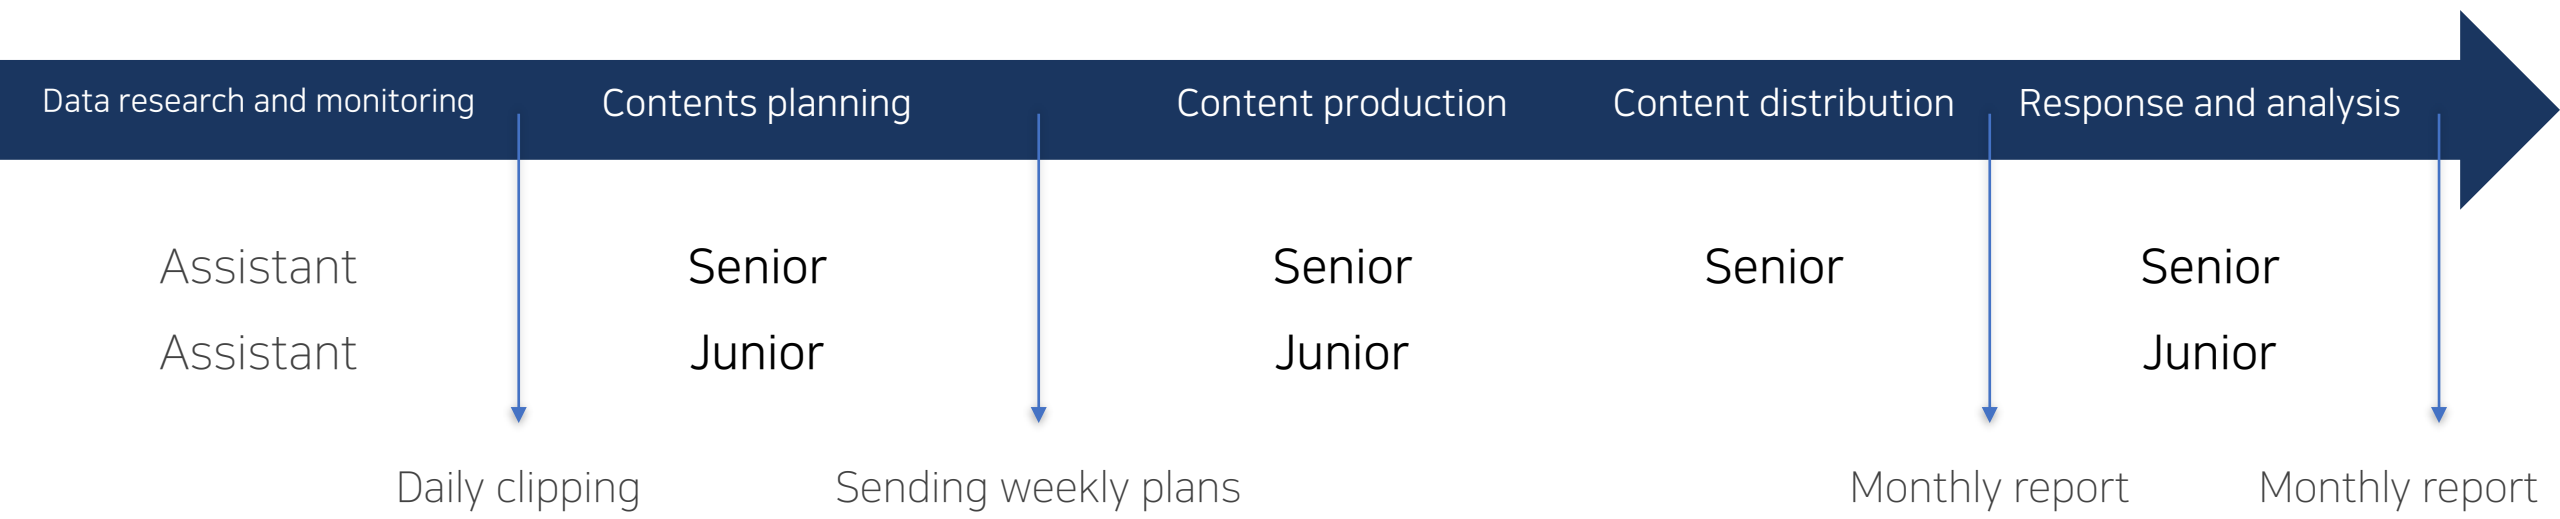 Data research and monitoring
Contents planning
Content production
Content distribution
Response and analysis
Assistant
Senior
Senior
Senior
Senior
Assistant
Junior
Junior
Junior
Daily clipping
Sending weekly plans
Monthly report
Monthly report